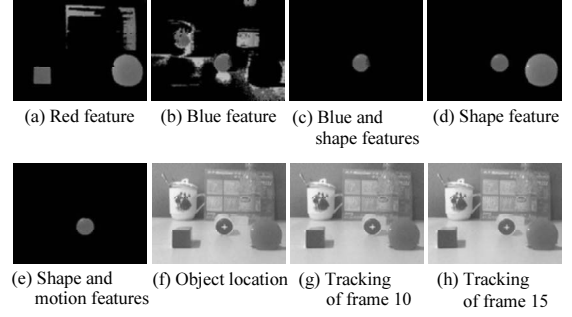 (a) Red feature
(b) Blue feature
(c) Blue and
shape features
(d) Shape feature
(e) Shape and
motion features
(f) Object location
(g) Tracking
of frame 10
(h) Tracking
of frame 15